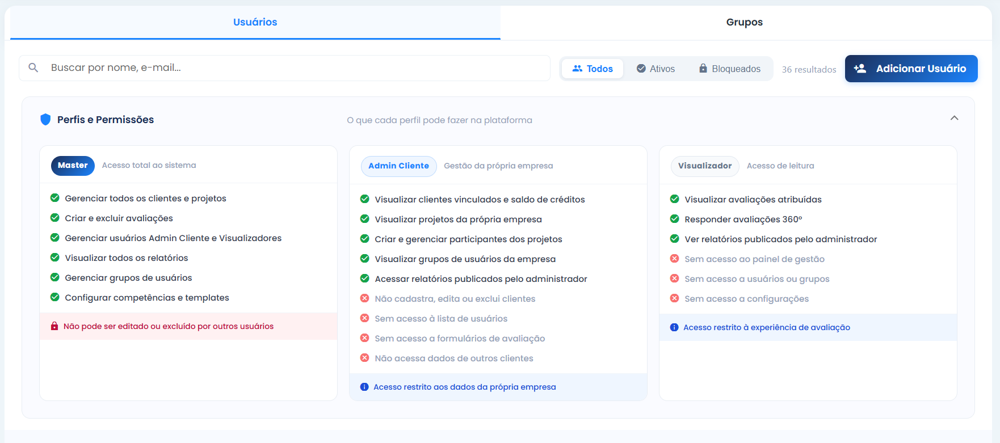 Usuários
Grupos
Buscar por nome, e-mail...
Todos
Ativos
Bloqueados
36 resultados
Adicionar Usuário
Perfis e Permissões
O que cada perfil pode fazer na plataforma
Master
Acesso total ao sistema
Gerenciar todos os clientes e projetos
Criar e excluir avaliações
Gerenciar usuários Admin Cliente e Visualizadores
Visualizar todos os relatórios
Gerenciar grupos de usuários
Configurar competências e templates
Não pode ser editado ou excluído por outros usuários
Admin Cliente
Gestão da própria empresa
Visualizar clientes vinculados e saldo de créditos
Visualizar projetos da própria empresa
Criar e gerenciar participantes dos projetos
Visualizar grupos de usuários da empresa
Acessar relatórios publicados pelo administrador
Não cadastra, edita ou exclui clientes
Sem acesso à lista de usuários
Sem acesso a formulários de avaliação
Não acessa dados de outros clientes
Acesso restrito aos dados da própria empresa
Visualizador
Acesso de leitura
Visualizar avaliações atribuídas
Responder avaliações 360º
Ver relatórios publicados pelo administrador
Sem acesso ao painel de gestão
Sem acesso a usuários ou grupos
Sem acesso a configurações
Acesso restrito à experiência de avaliação